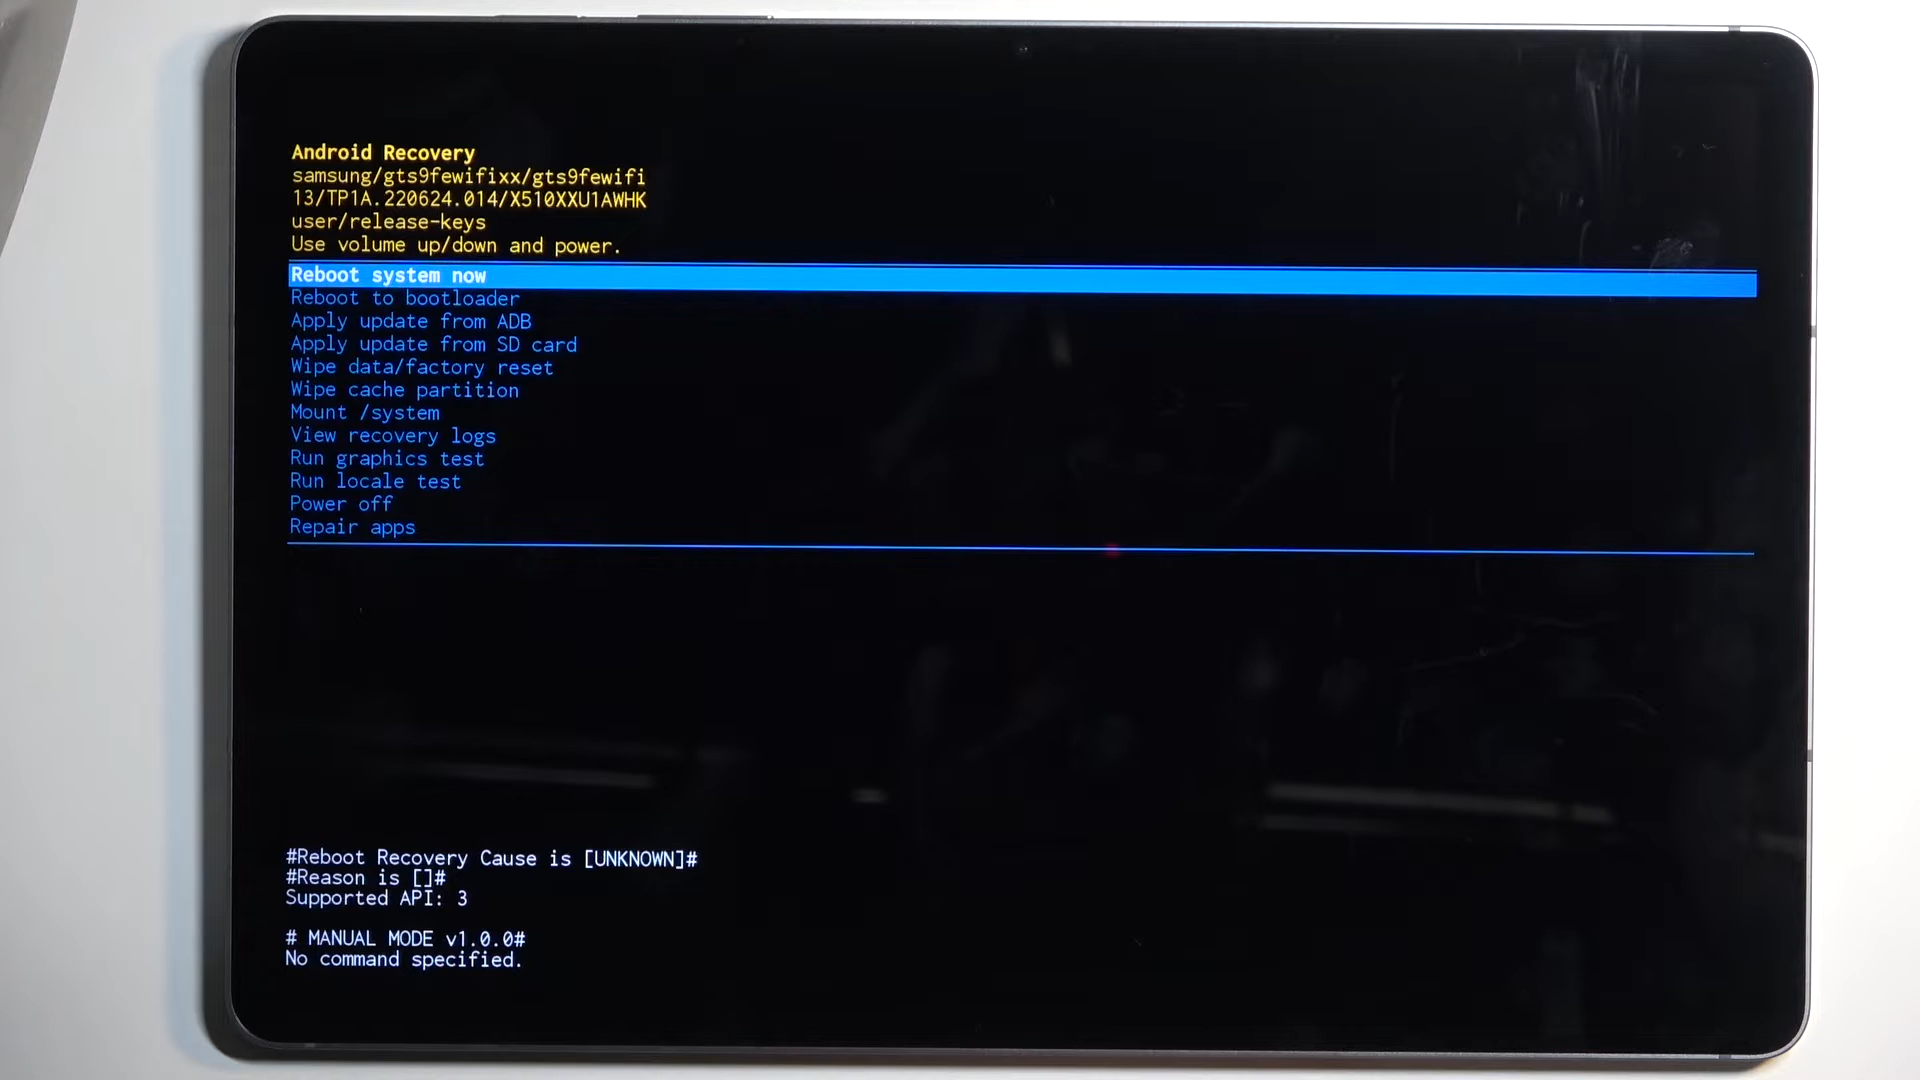 Android Recovery
samsung/gts9fewifixx/gts9fewifi
13/TP1A.220624.014/X510XXU1AWHK
user/release-keys
Use volume up/down and power.
Reboot system now
Reboot to bootloader
Apply update from ADB
Apply update from SD card
Wipe data/factory reset
Wipe cache partition
Mount /system
View recovery logs
Run graphics test
Run locale test
Power off
Repair apps
#Reboot Recovery Cause is [UNKNOWN]#
#Reason is []#
Supported API: 3
# MANUAL MODE v1.0.0#
No command specified.